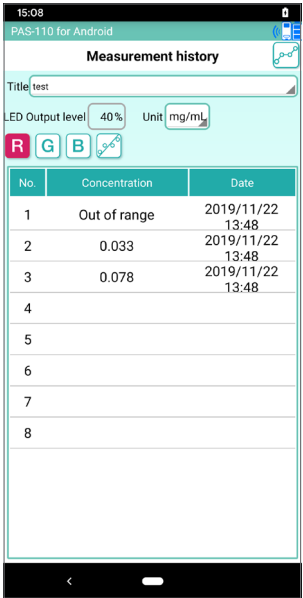 15:08
PAS-110 for Android
Measurement history
Title test
LED Output level 40% Unit mg/mL
R G B
No. Concentration Date
1 Out of range 2019/11/22 13:48
2 0.033 2019/11/22 13:48
3 0.078 2019/11/22 13:48
4
5
6
7
8